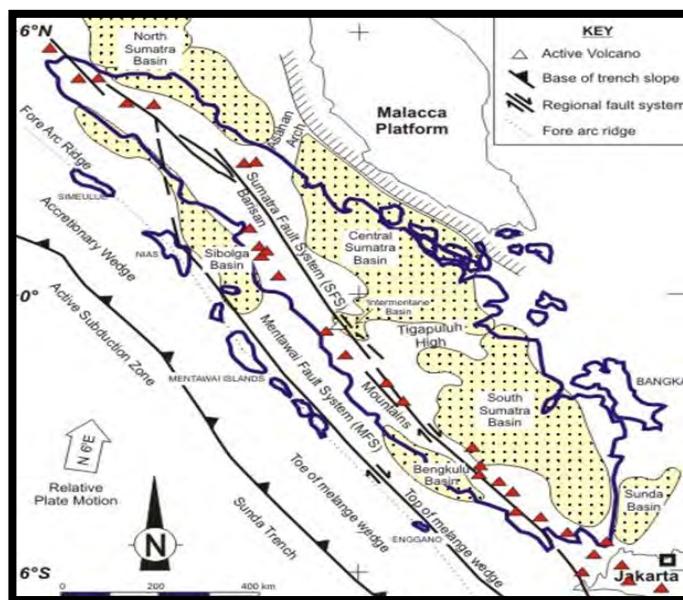 6°N
North
Sumatra
Basin
KEY
Active Volcano
Base of trench slope
Regional fault system
Fore arc ridge
Malacca
Platform
Asahan
Arch
Fore Arc Ridge
SIMEULUE
Accretionary Wedge
Barisan
Sumatra Fault System (SFS)
Central
Sumatra
Basin
NIAS
Sibolga
Basin
0°
Intermontane
Basin
Tigapuluh
High
Active Subduction Zone
Mentawai Fault System (MFS)
MENTAWAI ISLANDS
Mountains
South
Sumatra
Basin
BANGKA
N 6°E
Relative
Plate Motion
Bengkulu
Basin
Sunda
Basin
Toe of melange wedge
Top of melange wedge
Sunda Trench
N
ENGGANO
6°S
0 200 400 km
Jakarta